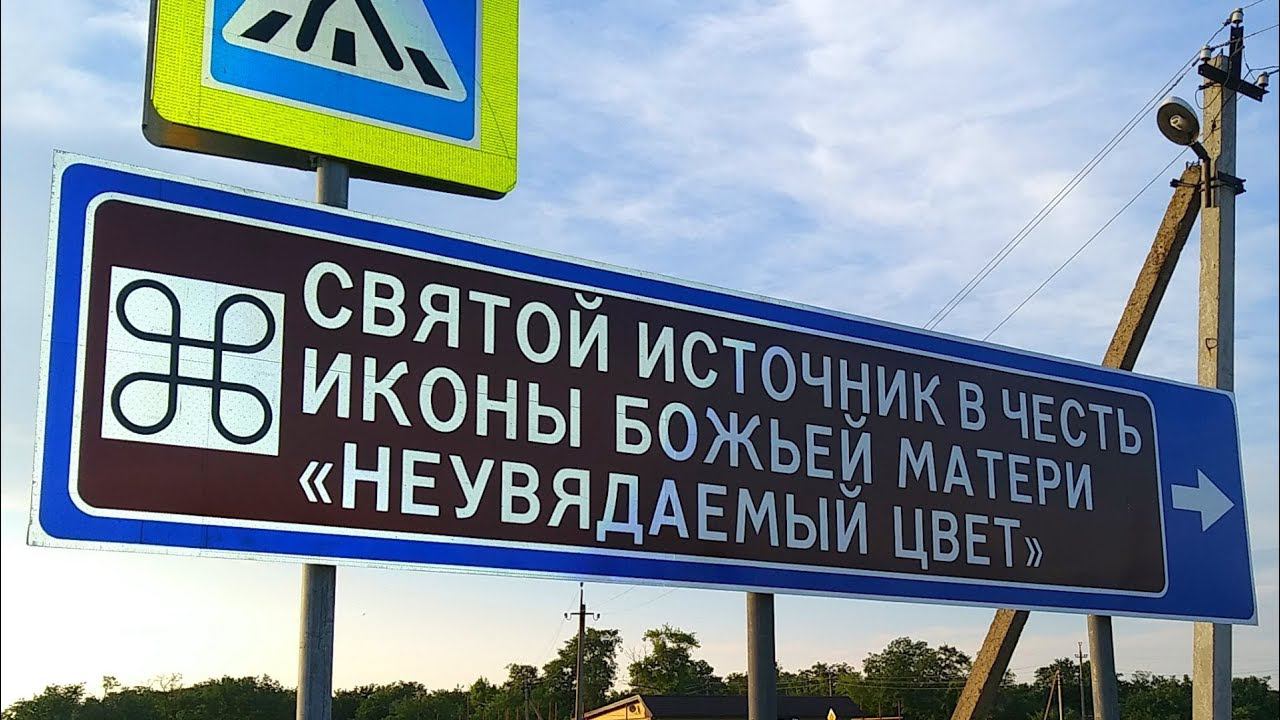 СВЯТОЙ ИСТОЧНИК В ЧЕСТЬ
ИКОНЫ БОЖЬЕЙ МАТЕРИ
«НЕУВЯДАЕМЫЙ ЦВЕТ»